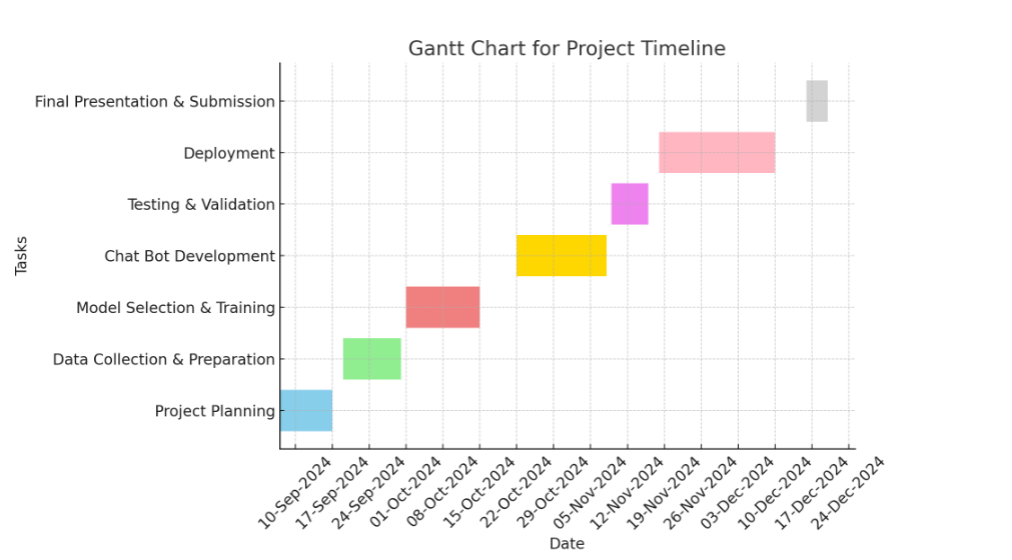 Gantt Chart for Project Timeline
Final Presentation & Submission
Deployment
Testing & Validation
Chat Bot Development
Model Selection & Training
Data Collection & Preparation
Project Planning
Tasks
10-Sep-2024
17-Sep-2024
24-Sep-2024
01-Oct-2024
08-Oct-2024
15-Oct-2024
22-Oct-2024
29-Oct-2024
05-Nov-2024
12-Nov-2024
19-Nov-2024
26-Nov-2024
03-Dec-2024
10-Dec-2024
17-Dec-2024
24-Dec-2024
Date